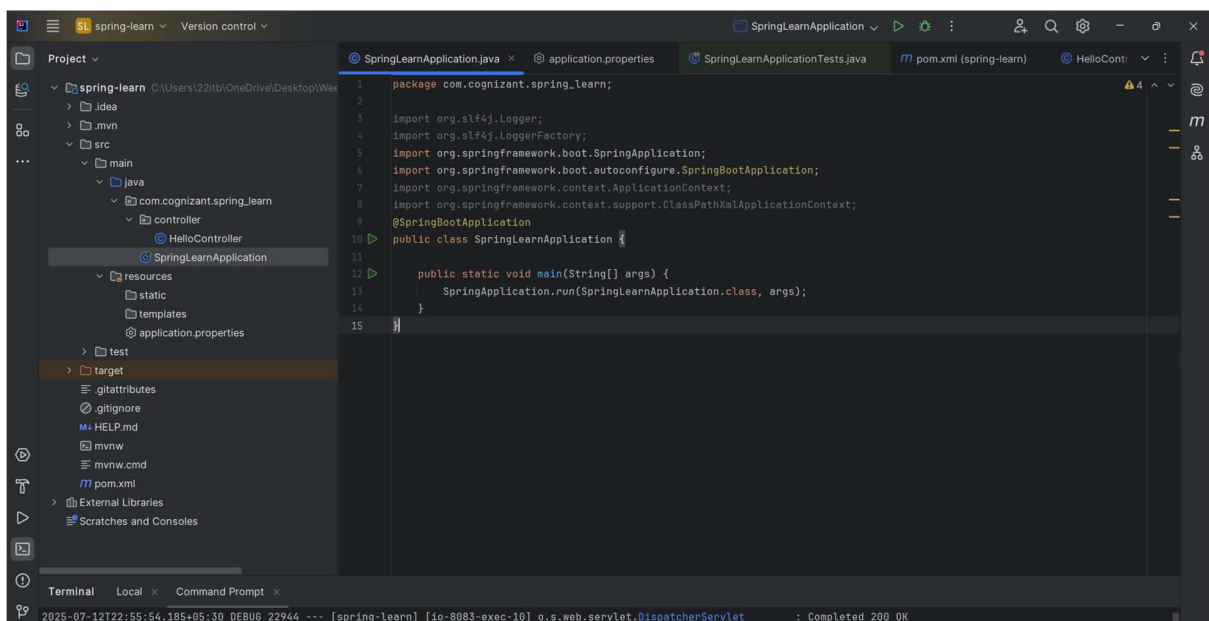 SL spring-learn Version control SpringLearnApplication
Project
SpringLearnApplication.java application.properties SpringLearnApplicationTests.java pom.xml (spring-learn) HelloContr
spring-learn C:\Users\22itb\OneDrive\Desktop\Wee
.idea
.mvn
src
main
java
com.cognizant.spring_learn
controller
HelloController
SpringLearnApplication
resources
static
templates
application.properties
test
target
.gitattributes
.gitignore
M↓ HELP.md
mvnw
mvnw.cmd
m pom.xml
External Libraries
Scratches and Consoles
4
1 package com.cognizant.spring_learn;
2
3 import org.slf4j.Logger;
4 import org.slf4j.LoggerFactory;
5 import org.springframework.boot.SpringApplication;
6 import org.springframework.boot.autoconfigure.SpringBootApplication;
7 import org.springframework.context.ApplicationContext;
8 import org.springframework.context.support.ClassPathXmlApplicationContext;
9 @SpringBootApplication
10 public class SpringLearnApplication {
11
12 public static void main(String[] args) {
13 SpringApplication.run(SpringLearnApplication.class, args);
14 }
15 }
Terminal Local Command Prompt
2025-07-12T22:55:54.185+05:30 DEBUG 22944 --- [spring-learn] [io-8083-exec-10] o.s.web.servlet.DispatcherServlet : Completed 200 OK